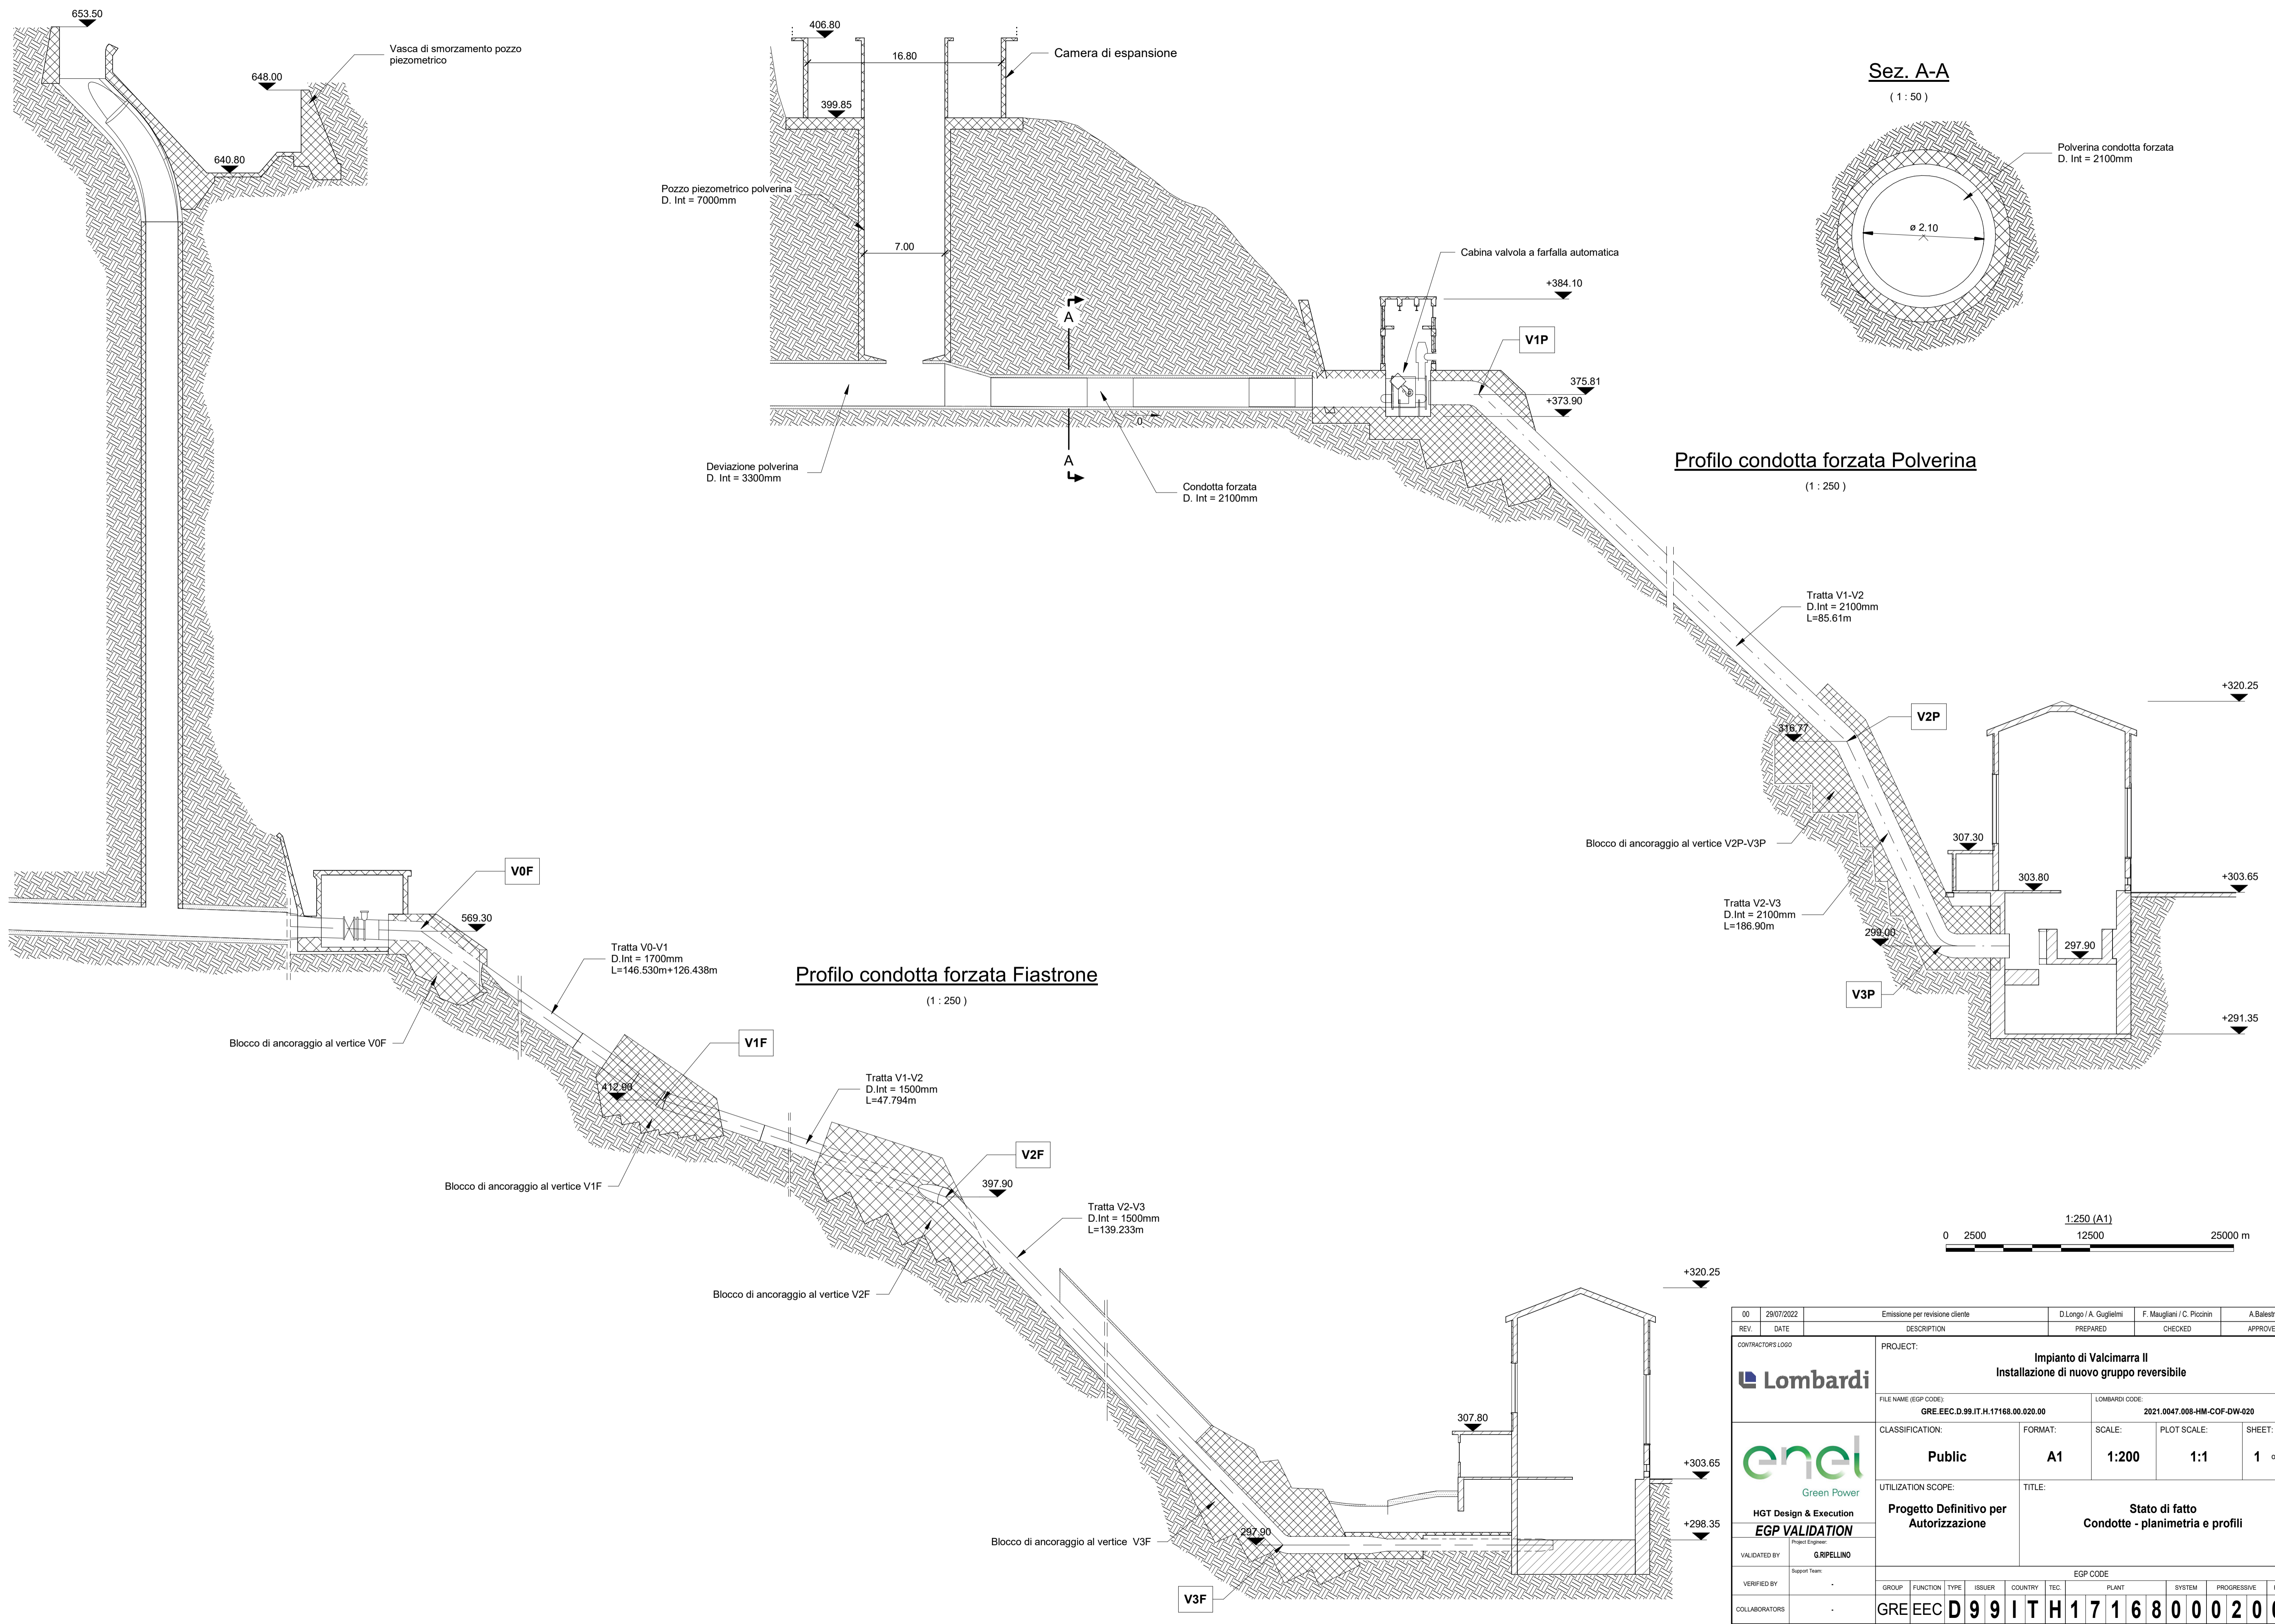 653.50
Vasca di smorzamento pozzo
piezometrico
648.00
640.80
406.80
16.80
Camera di espansione
399.85
Pozzo piezometrico polverina
D. Int = 7000mm
7.00
Cabina valvola a farfalla automatica
+384.10
A
V1P
375.81
+373.90
0
A
Deviazione polverina
D. Int = 3300mm
Condotta forzata
D. Int = 2100mm
Sez. A-A
( 1 : 50 )
Polverina condotta forzata
D. Int = 2100mm
ø 2.10
Profilo condotta forzata Polverina
(1 : 250 )
Tratta V1-V2
D.Int = 2100mm
L=85.61m
+320.25
V2P
316.77
Blocco di ancoraggio al vertice V2P-V3P
307.30
303.80
+303.65
Tratta V2-V3
D.Int = 2100mm
L=186.90m
299.00
297.90
V3P
+291.35
V0F
569.30
Tratta V0-V1
D.Int = 1700mm
L=146.530m+126.438m
Profilo condotta forzata Fiastrone
(1 : 250 )
Blocco di ancoraggio al vertice V0F
V1F
412.90
Tratta V1-V2
D.Int = 1500mm
L=47.794m
Blocco di ancoraggio al vertice V1F
V2F
397.90
Tratta V2-V3
D.Int = 1500mm
L=139.233m
Blocco di ancoraggio al vertice V2F
+320.25
307.80
+303.65
+298.35
297.90
Blocco di ancoraggio al vertice V3F
V3F
1:250 (A1)
0 2500 12500 25000 m
00 29/07/2022 Emissione per revisione cliente D.Longo / A. Guglielmi F. Maugliani / C. Piccinin
REV. DATE DESCRIPTION PREPARED CHECKED
CONTRACTOR'S LOGO
Lombardi
PROJECT:
Impianto di Valcimarra II
Installazione di nuovo gruppo reversibile
FILE NAME (EGP CODE):
GRE.EEC.D.99.IT.H.17168.00.020.00
LOMBARDI CODE:
2021.0047.008-HM-COF-DW-020
CLASSIFICATION: FORMAT: SCALE: PLOT SCALE: SHEET:
Public A1 1:200 1:1 1
enel
Green Power
HGT Design & Execution
EGP VALIDATION
UTILIZATION SCOPE:
Progetto Definitivo per
Autorizzazione
TITLE:
Stato di fatto
Condotte - planimetria e profili
VALIDATED BY
Project Engineer:
G.RIPELLINO
VERIFIED BY
Support Team:
-
COLLABORATORS
-
EGP CODE
GROUP FUNCTION TYPE ISSUER COUNTRY TEC. PLANT SYSTEM PROGRESSIVE
GRE EEC D 9 9 I T H 1 7 1 6 8 0 0 0 2 0